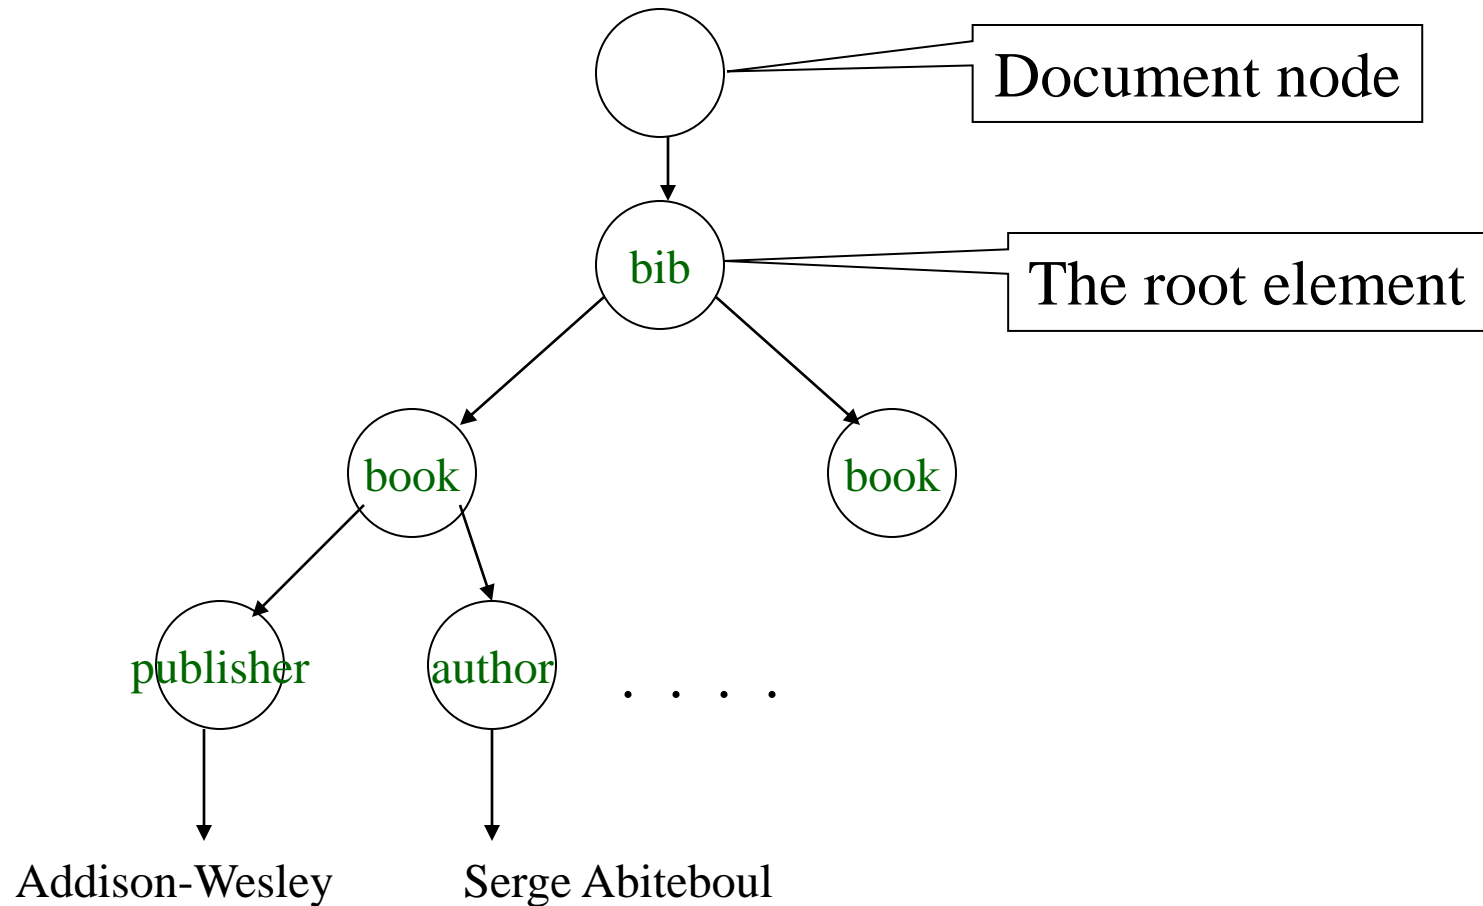 Document node
bib
The root element
book
book
publisher
author
. . . .
Addison-Wesley
Serge Abiteboul